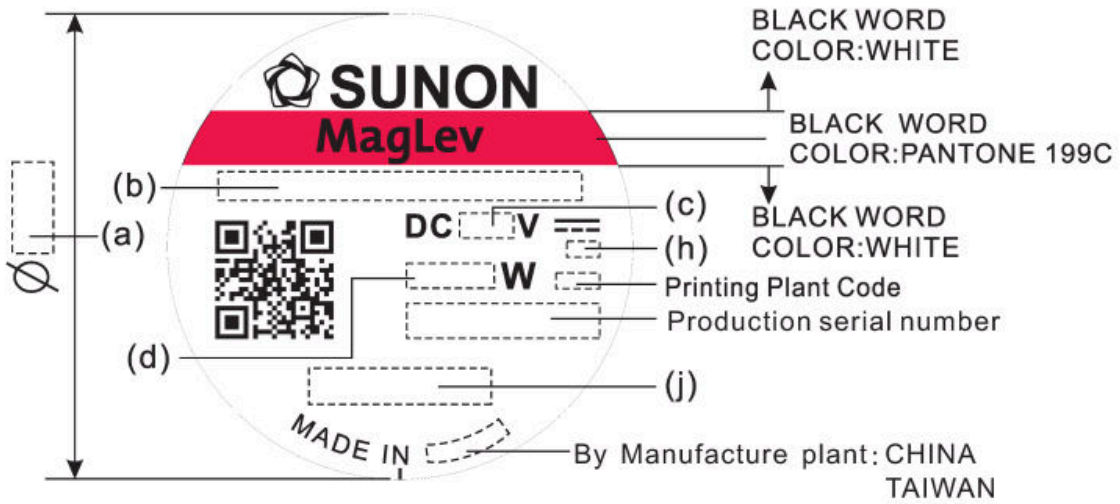 BLACK WORD
COLOR:WHITE
SUNON
MagLev
BLACK WORD
COLOR:PANTONE 199C
(b)
(c)
DC V
BLACK WORD
COLOR:WHITE
(a)
(h)
Ø
W
Printing Plant Code
Production serial number
(d)
(j)
MADE IN
By Manufacture plant: CHINA
TAIWAN